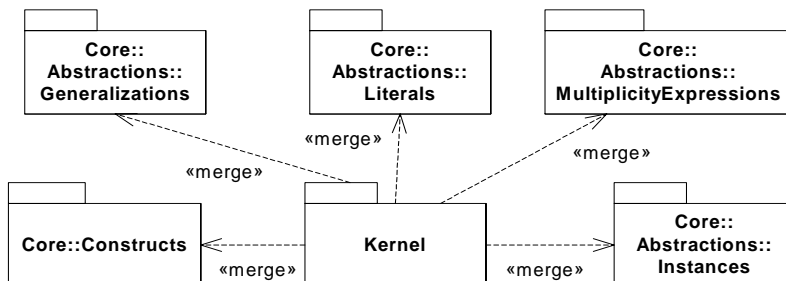 Core::
Abstractions::
Generalizations
Core::
Abstractions::
Literals
Core::
Abstractions::
MultiplicityExpressions
«merge»
«merge»
«merge»
Core::Constructs
Kernel
Core::
Abstractions::
Instances
«merge»
«merge»